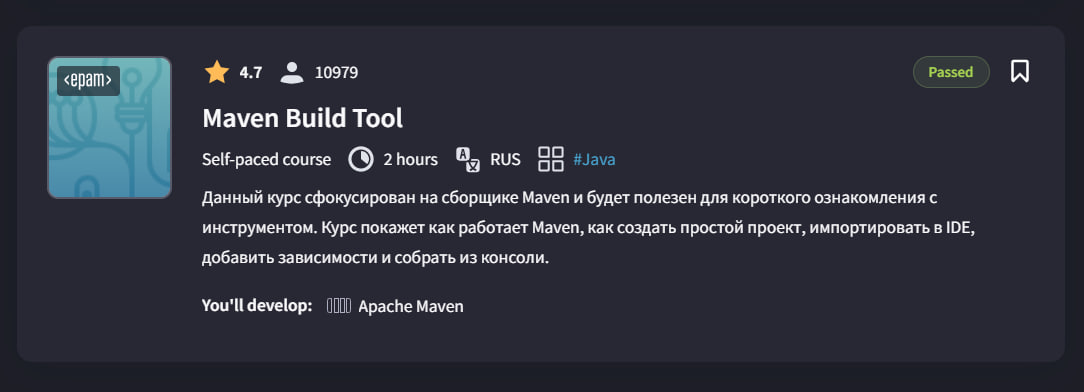 <epam>
4.7 10979
Passed
Maven Build Tool
Self-paced course 2 hours RUS #Java
Данный курс сфокусирован на сборщике Maven и будет полезен для короткого ознакомления с
инструментом. Курс покажет как работает Maven, как создать простой проект, импортировать в IDE,
добавить зависимости и собрать из консоли.
You'll develop: Apache Maven